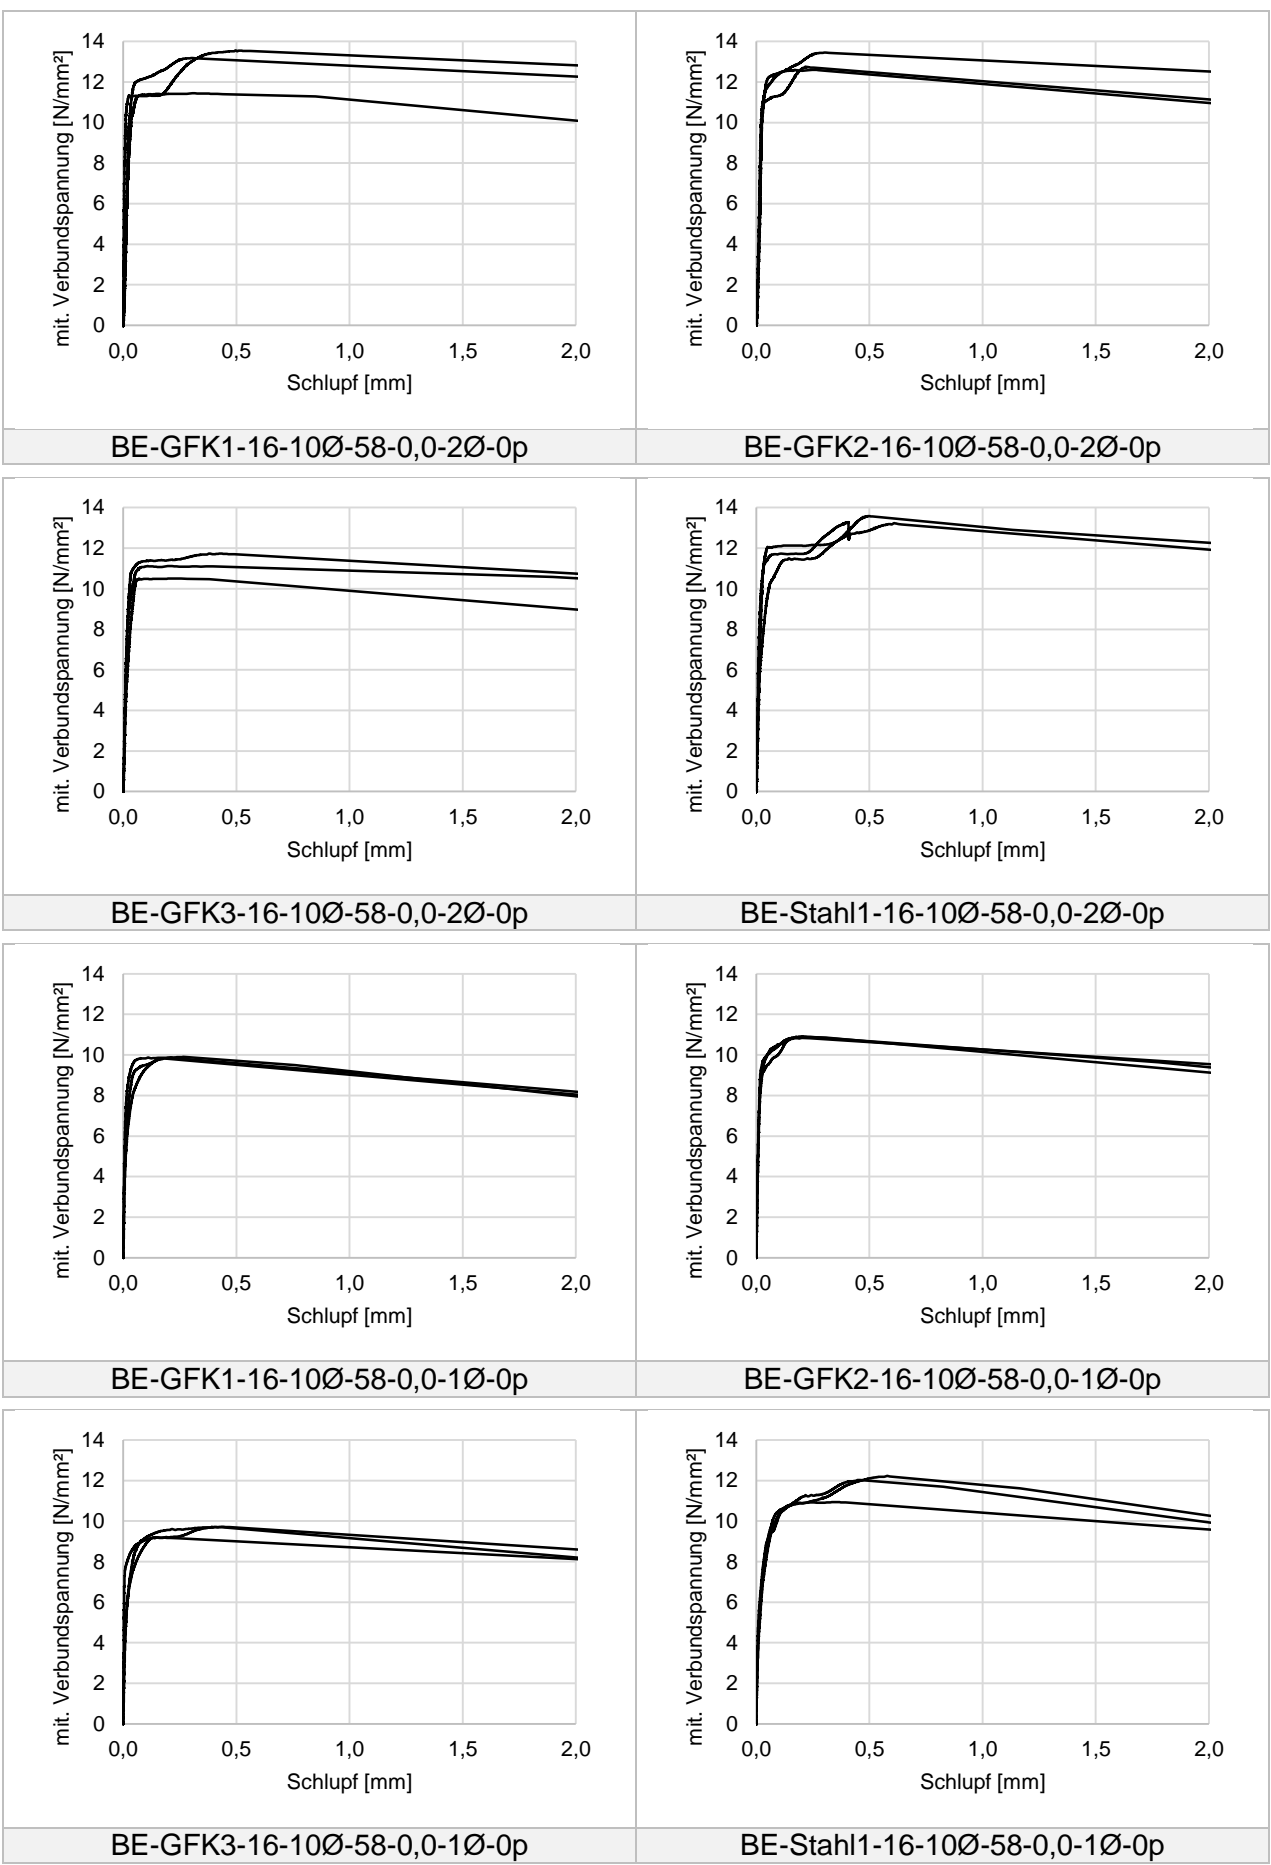 mit. Verbundspannung [N/mm²]
14
12
10
8
6
4
2
0
0,0 0,5 1,0 1,5 2,0
Schlupf [mm]
mit. Verbundspannung [N/mm²]
14
12
10
8
6
4
2
0
0,0 0,5 1,0 1,5 2,0
Schlupf [mm]
BE-GFK1-16-10Ø-58-0,0-2Ø-0p
BE-GFK2-16-10Ø-58-0,0-2Ø-0p
mit. Verbundspannung [N/mm²]
14
12
10
8
6
4
2
0
0,0 0,5 1,0 1,5 2,0
Schlupf [mm]
mit. Verbundspannung [N/mm²]
14
12
10
8
6
4
2
0
0,0 0,5 1,0 1,5 2,0
Schlupf [mm]
BE-GFK3-16-10Ø-58-0,0-2Ø-0p
BE-Stahl1-16-10Ø-58-0,0-2Ø-0p
mit. Verbundspannung [N/mm²]
14
12
10
8
6
4
2
0
0,0 0,5 1,0 1,5 2,0
Schlupf [mm]
mit. Verbundspannung [N/mm²]
14
12
10
8
6
4
2
0
0,0 0,5 1,0 1,5 2,0
Schlupf [mm]
BE-GFK1-16-10Ø-58-0,0-1Ø-0p
BE-GFK2-16-10Ø-58-0,0-1Ø-0p
mit. Verbundspannung [N/mm²]
14
12
10
8
6
4
2
0
0,0 0,5 1,0 1,5 2,0
Schlupf [mm]
mit. Verbundspannung [N/mm²]
14
12
10
8
6
4
2
0
0,0 0,5 1,0 1,5 2,0
Schlupf [mm]
BE-GFK3-16-10Ø-58-0,0-1Ø-0p
BE-Stahl1-16-10Ø-58-0,0-1Ø-0p